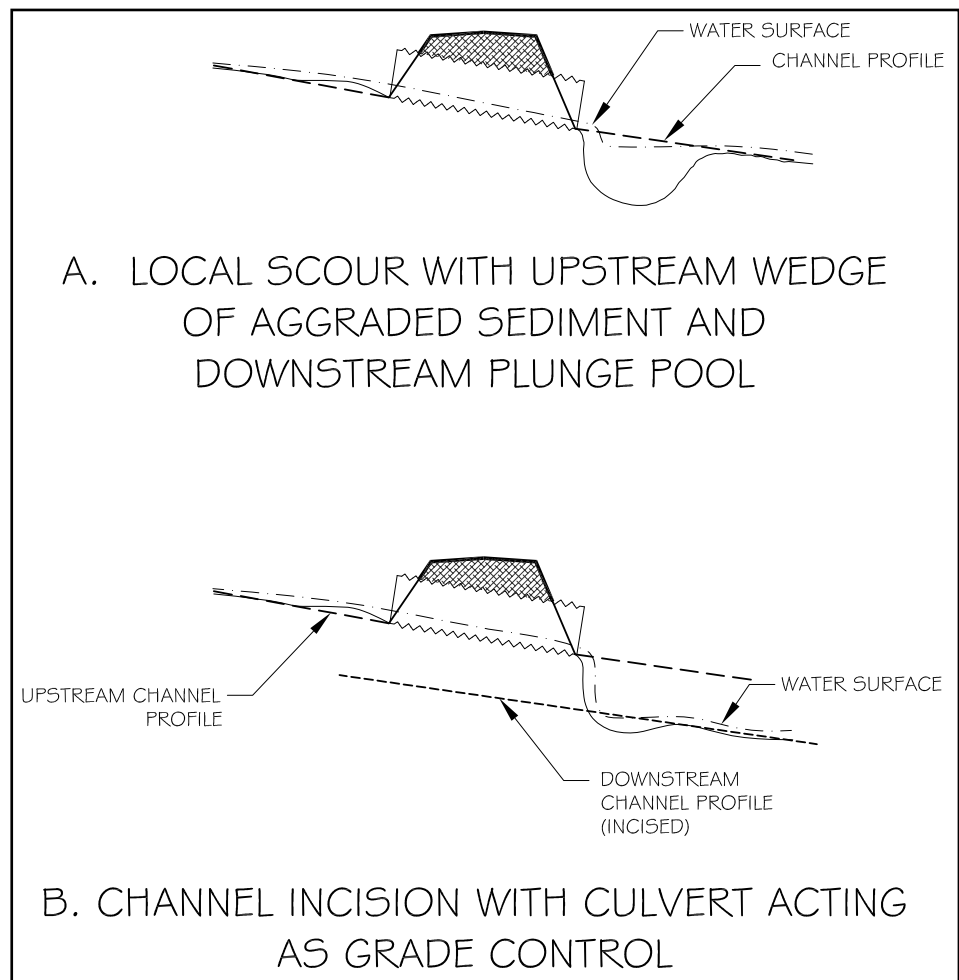 WATER SURFACE
CHANNEL PROFILE
A. LOCAL SCOUR WITH UPSTREAM WEDGE
OF AGGRADED SEDIMENT AND
DOWNSTREAM PLUNGE POOL
UPSTREAM CHANNEL
PROFILE
WATER SURFACE
DOWNSTREAM
CHANNEL PROFILE
(INCISED)
B. CHANNEL INCISION WITH CULVERT ACTING
AS GRADE CONTROL